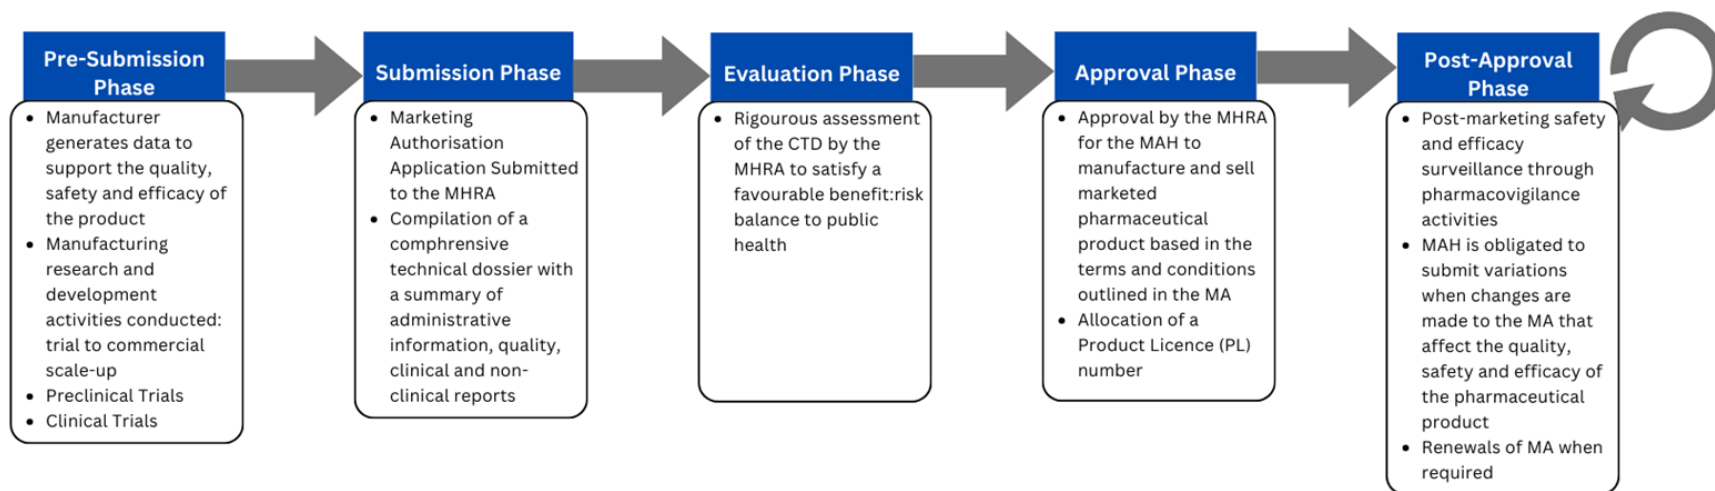 Pre-Submission
Phase
• Manufacturer
generates data to
support the quality,
safety and efficacy of
the product
• Manufacturing
research and
development
activities conducted:
trial to commercial
scale-up
• Preclinical Trials
• Clinical Trials
Submission Phase
• Marketing
Authorisation
Application Submitted
to the MHRA
• Compilation of a
comphrensive
technical dossier with
a summary of
administrative
information, quality,
clinical and non-
clinical reports
Evaluation Phase
• Rigourous assessment
of the CTD by the
MHRA to satisfy a
favourable benefit:risk
balance to public
health
Approval Phase
• Approval by the MHRA
for the MAH to
manufacture and sell
marketed
pharmaceutical
product based in the
terms and conditions
outlined in the MA
• Allocation of a
Product Licence (PL)
number
Post-Approval
Phase
• Post-marketing safety
and efficacy
surveillance through
pharmacovigilance
activities
• MAH is obligated to
submit variations
when changes are
made to the MA that
affect the quality,
safety and efficacy of
the pharmaceutical
product
• Renewals of MA when
required